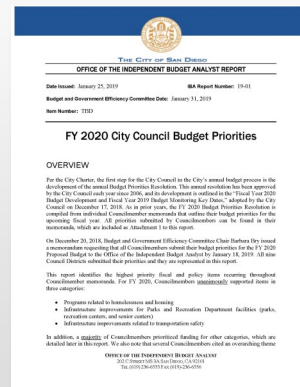 THE CITY OF SAN DIEGO
OFFICE OF THE INDEPENDENT BUDGET ANALYST REPORT
Date Issued: January 25, 2019 IBA Report Number: 19-01
Budget and Government Efficiency Committee Date: January 31, 2019
Item Number: TBD
FY 2020 City Council Budget Priorities
OVERVIEW
Per the City Charter, the first step for the City Council in the City's annual budget process is the
development of the annual Budget Priorities Resolution. This annual resolution has been approved
by the City Council each year since 2006, and its development is outlined in the "Fiscal Year 2020
Budget Development and Fiscal Year 2019 Budget Monitoring Key Dates," adopted by the City
Council on December 17, 2018. As in prior years, the FY 2020 Budget Priorities Resolution is
compiled from individual Councilmember memoranda that outline their budget priorities for the
upcoming fiscal year. All priorities submitted by Councilmembers can be found in their
memoranda, which are included as Attachment 1 to this report.
On December 20, 2018, Budget and Government Efficiency Committee Chair Barbara Bry issued
a memorandum requesting that all Councilmembers submit their budget priorities for the FY 2020
Proposed Budget to the Office of the Independent Budget Analyst by January 18, 2019. All nine
Council Districts submitted their priorities and they are represented in this report.
This report identifies the highest priority fiscal and policy items recurring throughout
Councilmember memoranda. For FY 2020, Councilmembers unanimously supported items in
three categories:
• Programs related to homelessness and housing
• Infrastructure improvements for Parks and Recreation Department facilities (parks,
recreation centers, and senior centers)
• Infrastructure improvements related to transportation safety
In addition, a majority of Councilmembers prioritized funding for other categories, which are
detailed later in this report. We also note that several Councilmembers cited an overarching theme
OFFICE OF THE INDEPENDENT BUDGET ANALYST
202 C STREET MS 3A SAN DIEGO, CA 92101
TEL (619) 236-6555 FAX (619) 236-6556